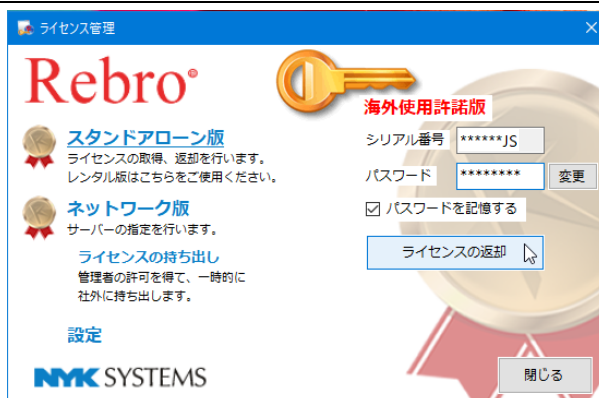 ライセンス管理
Rebro
スタンドアローン版
ライセンスの取得、返却を行います。
レンタル版はこちらをご使用ください。
ネットワーク版
サーバーの指定を行います。
ライセンスの持ち出し
管理者の許可を得て、一時的に
社外に持ち出します。
設定
NYK SYSTEMS
海外使用許諾版
シリアル番号 ******JS
パスワード ******** 変更
パスワードを記憶する
ライセンスの返却
閉じる